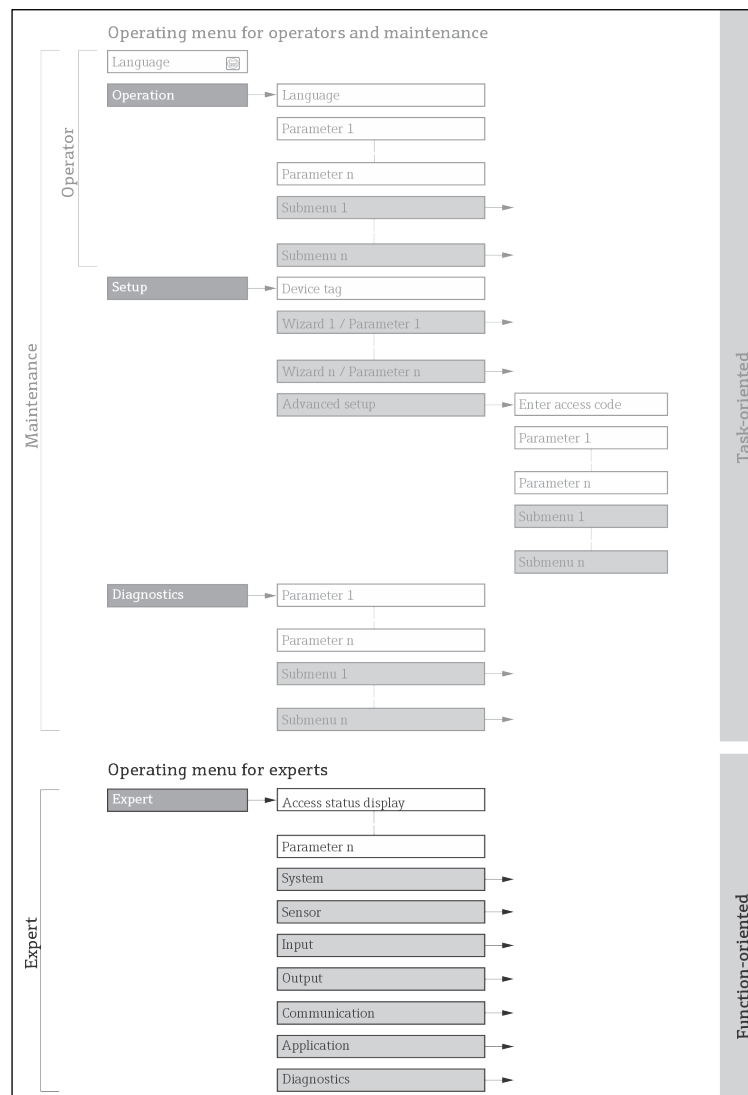 Operating menu for operators and maintenance
Language
Operation
Language
Parameter 1
Parameter n
Submenu 1
Submenu n
Setup
Device tag
Wizard 1 / Parameter 1
Wizard n / Parameter n
Advanced setup
Enter access code
Parameter 1
Parameter n
Submenu 1
Submenu n
Diagnostics
Parameter 1
Parameter n
Submenu 1
Submenu n
Operator
Maintenance
Task-oriented
Operating menu for experts
Expert
Access status display
Parameter n
System
Sensor
Input
Output
Communication
Application
Diagnostics
Expert
Function-oriented